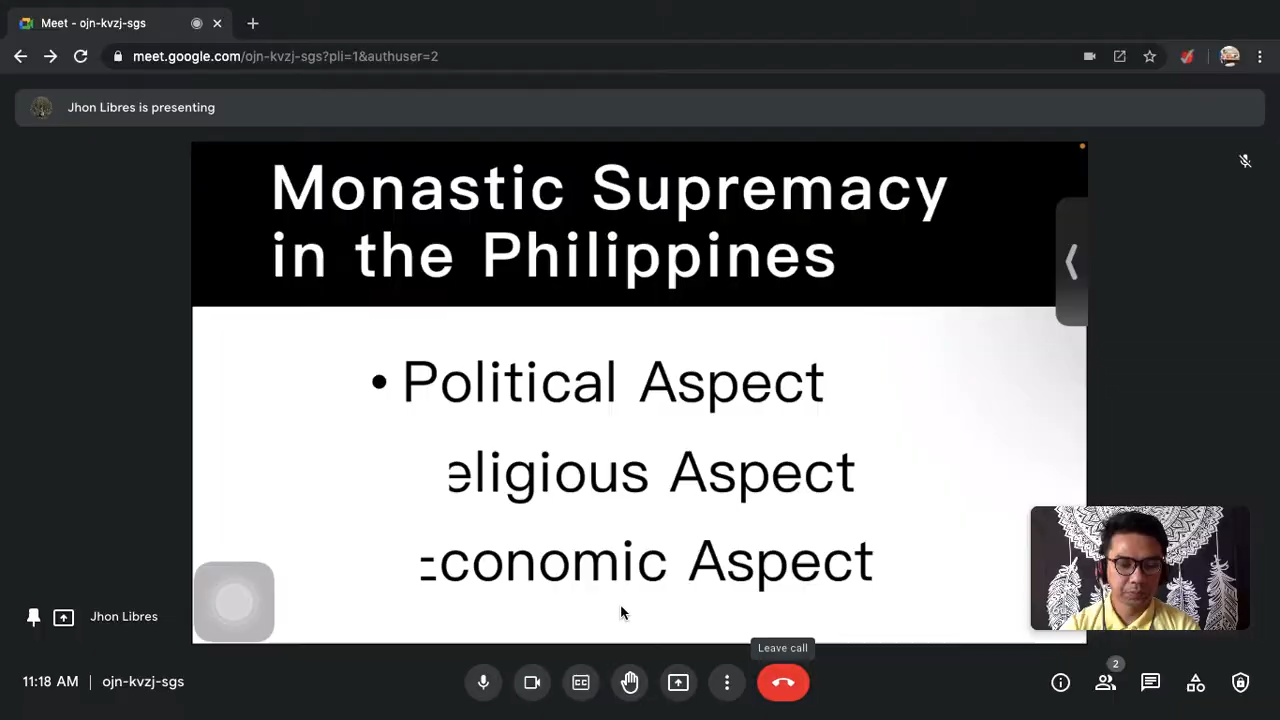 Meet - ojn-kvzj-sgs
meet.google.com/ojn-kvzj-sgs?pli=1&authuser=2
Jhon Libres is presenting
Monastic Supremacy
in the Philippines
• Political Aspect
eligious Aspect
Economic Aspect
Jhon Libres
Leave call
11:18 AM | ojn-kvzj-sgs
2